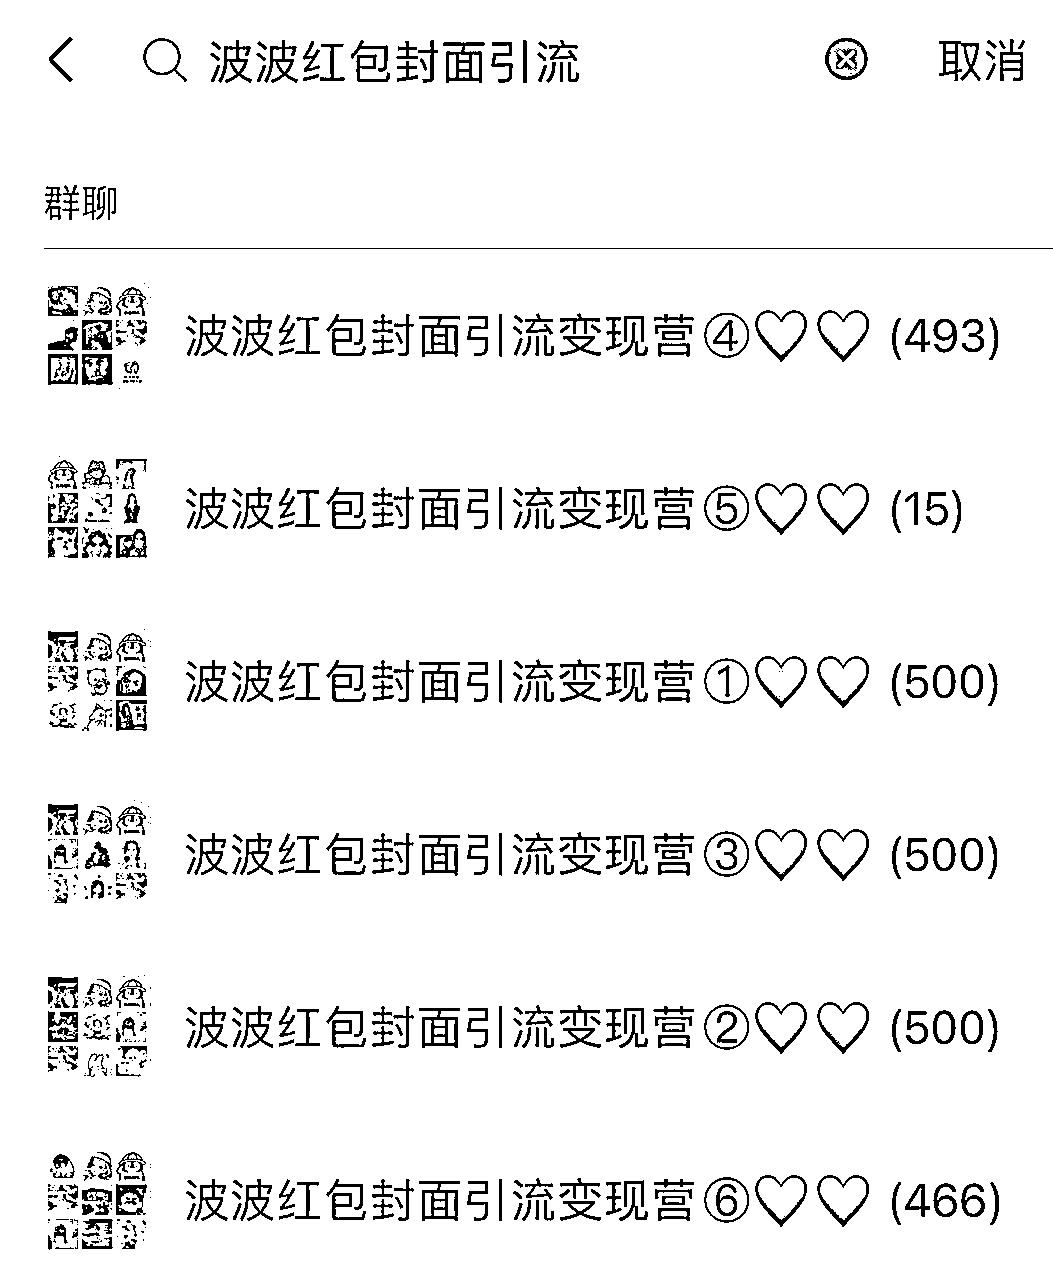 波波红包封面引流
取消
群聊
波波红包封面引流变现营④♡♡ (493)
波波红包封面引流变现营⑤♡♡ (15)
波波红包封面引流变现营①♡♡ (500)
波波红包封面引流变现营③♡♡ (500)
波波红包封面引流变现营②♡♡ (500)
波波红包封面引流变现营⑥♡♡ (466)